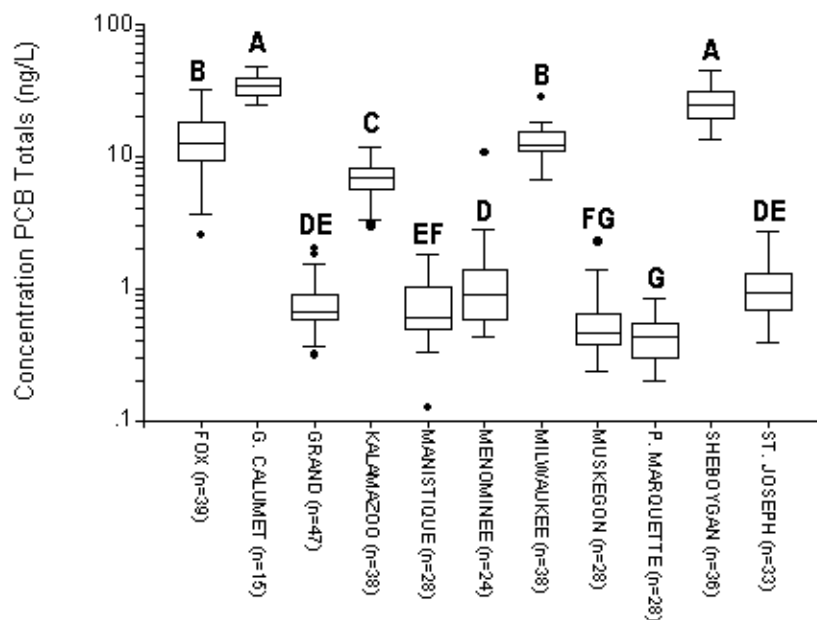 Concentration PCB Totals (ng/L)
100
10
1
.1
B
A
DE
C
EF
D
B
FG
G
A
DE
FOX (n=39)
G. CALUMET (n=15)
GRAND (n=47)
KALAMAZOO (n=38)
MANISTIQUE (n=28)
MENOMINEE (n=24)
MILWAUKEE (n=38)
MUSKEGON (n=28)
P. MARQUETTE (n=28)
SHEBOYGAN (n=36)
ST. JOSEPH (n=33)